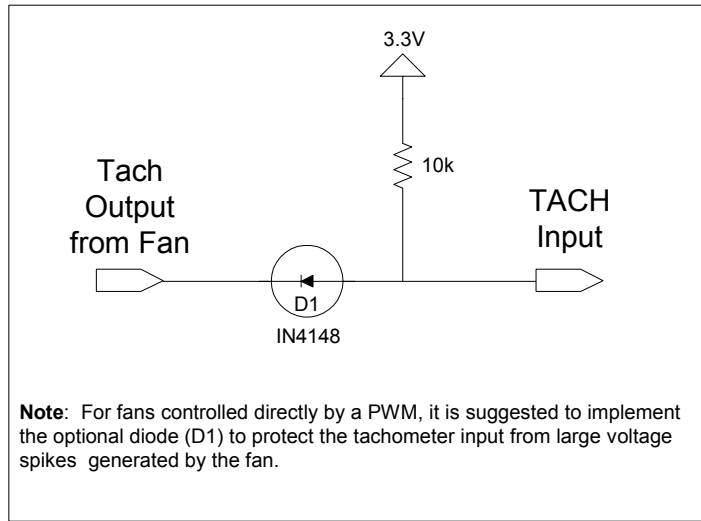 3.3V
10k
Tach
Output
from Fan
TACH
Input
D1
IN4148
Note: For fans controlled directly by a PWM, it is suggested to implement
the optional diode (D1) to protect the tachometer input from large voltage
spikes generated by the fan.